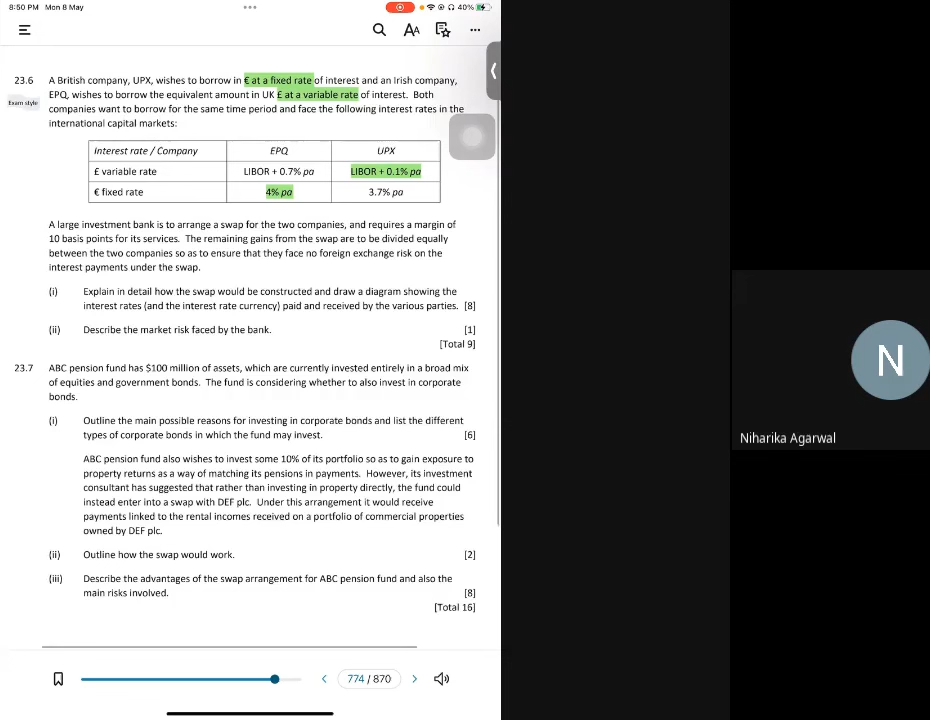 8:50 PM Mon 8 May
40%
AA
23.6 A British company, UPX, wishes to borrow in € at a fixed rate of interest and an Irish company,
EPQ, wishes to borrow the equivalent amount in UK £ at a variable rate of interest. Both
Exam style
companies want to borrow for the same time period and face the following interest rates in the
international capital markets:
Interest rate / Company EPQ UPX
£ variable rate LIBOR + 0.7% pa LIBOR + 0.1% pa
€ fixed rate 4% pa 3.7% pa
A large investment bank is to arrange a swap for the two companies, and requires a margin of
10 basis points for its services. The remaining gains from the swap are to be divided equally
between the two companies so as to ensure that they face no foreign exchange risk on the
interest payments under the swap.
(i) Explain in detail how the swap would be constructed and draw a diagram showing the
interest rates (and the interest rate currency) paid and received by the various parties. [8]
(ii) Describe the market risk faced by the bank. [1]
[Total 9]
23.7 ABC pension fund has $100 million of assets, which are currently invested entirely in a broad mix
of equities and government bonds. The fund is considering whether to also invest in corporate
bonds.
(i) Outline the main possible reasons for investing in corporate bonds and list the different
types of corporate bonds in which the fund may invest. [6]
ABC pension fund also wishes to invest some 10% of its portfolio so as to gain exposure to
property returns as a way of matching its pensions in payments. However, its investment
consultant has suggested that rather than investing in property directly, the fund could
instead enter into a swap with DEF plc. Under this arrangement it would receive
payments linked to the rental incomes received on a portfolio of commercial properties
owned by DEF plc.
(ii) Outline how the swap would work. [2]
(iii) Describe the advantages of the swap arrangement for ABC pension fund and also the
main risks involved. [8]
[Total 16]
774 / 870
N
Niharika Agarwal